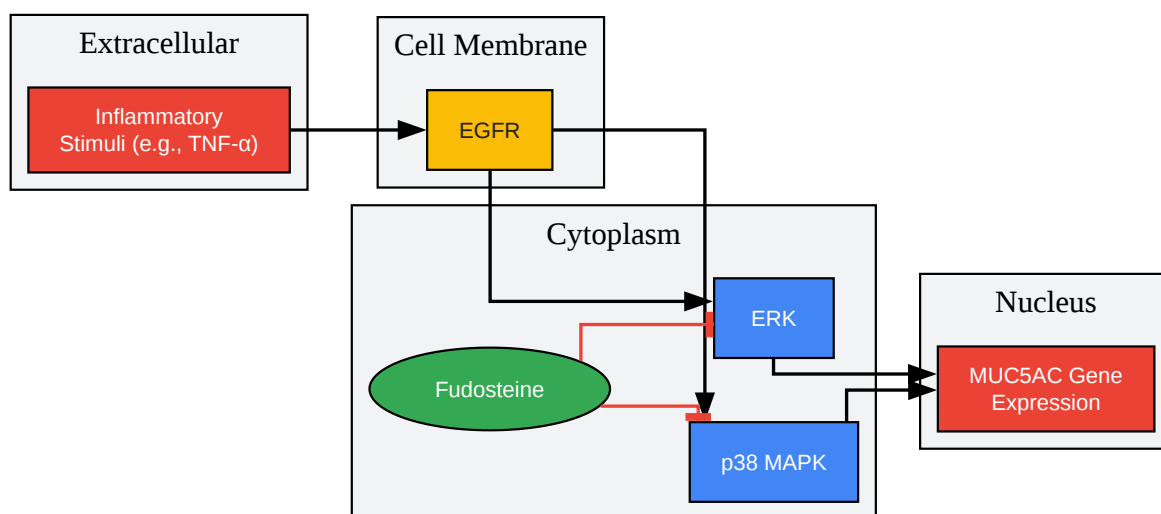 Extracellular
Inflammatory
Stimuli (e.g., TNF-α)
Cell Membrane
EGFR
Cytoplasm
ERK
Fudosteine
p38 MAPK
Nucleus
MUC5AC Gene
Expression